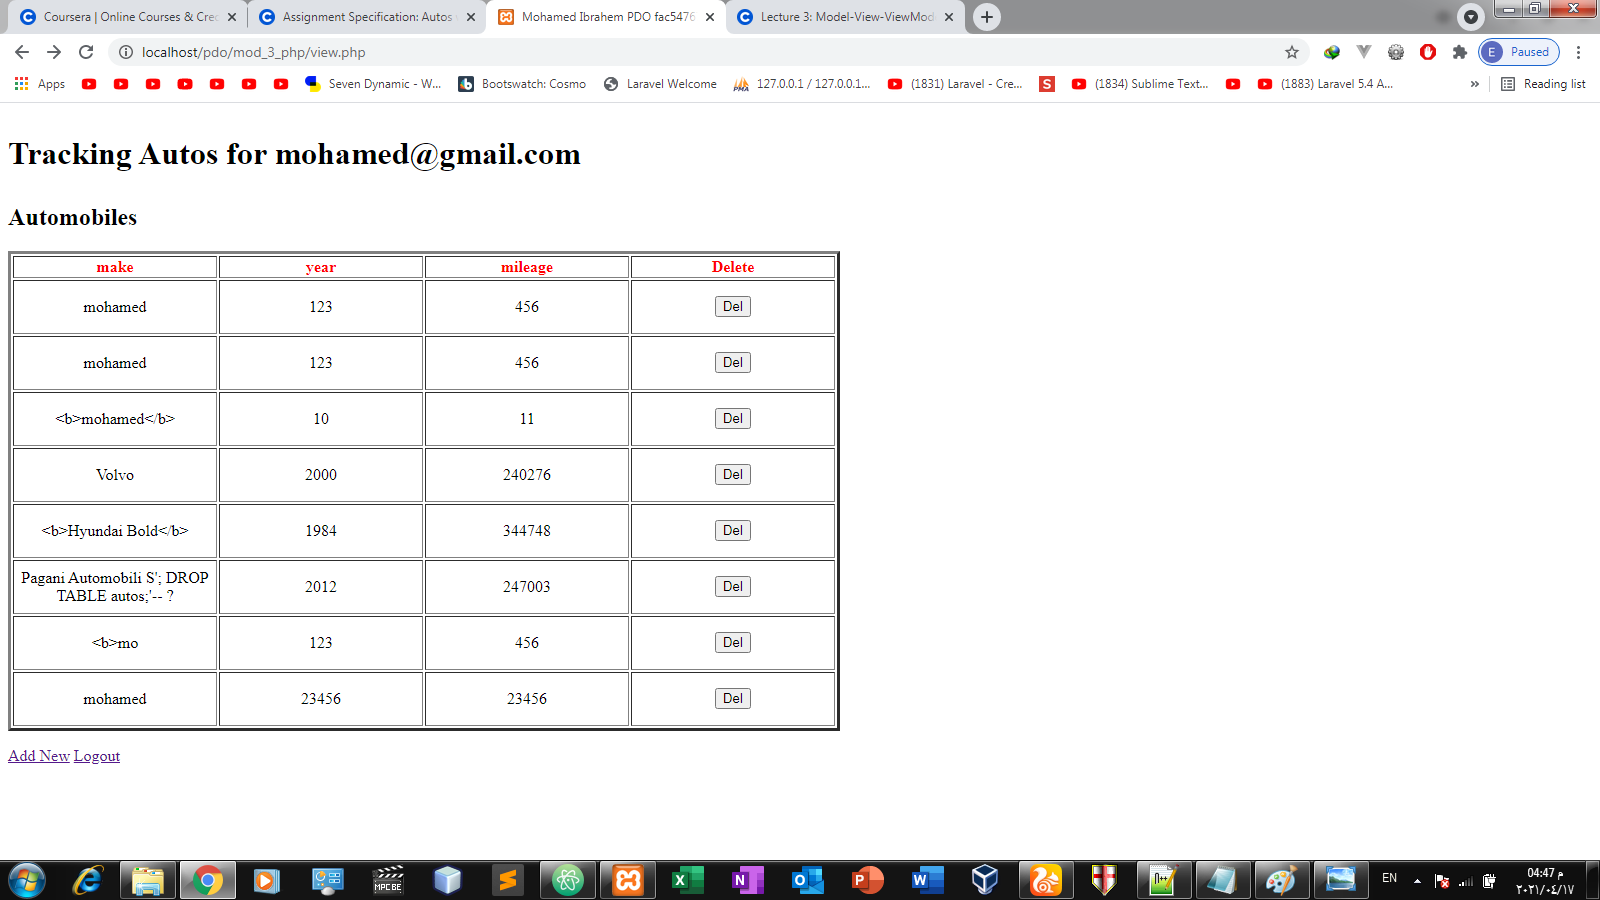 Coursera | Online Courses & Cred
Assignment Specification: Autos
Mohamed Ibrahem PDO fac5476
Lecture 3: Model-View-ViewMod
localhost/pdo/mod_3_php/view.php
E Paused
Apps
Seven Dynamic - W...
Bootswatch: Cosmo
Laravel Welcome
127.0.0.1 / 127.0.0.1...
(1831) Laravel - Cre...
(1834) Sublime Text...
(1883) Laravel 5.4 A...
»
Reading list
Tracking Autos for mohamed@gmail.com
Automobiles
make year mileage Delete
mohamed 123 456 Del
mohamed 123 456 Del
<b>mohamed</b> 10 11 Del
Volvo 2000 240276 Del
<b>Hyundai Bold</b> 1984 344748 Del
Pagani Automobili S'; DROP
TABLE autos;'-- ? 2012 247003 Del
<b>mo 123 456 Del
mohamed 23456 23456 Del
Add New Logout
EN
04:47 م
٢٠٢١/٠٤/١٧